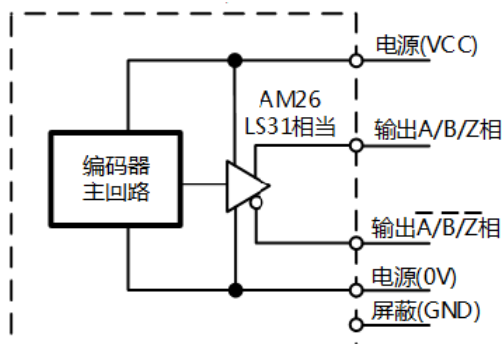 电源(VCC)
AM26
LS31相当
输出A/B/Z相
编码器
主回路
输出A̅/B̅/Z̅相
电源(0V)
屏蔽(GND)